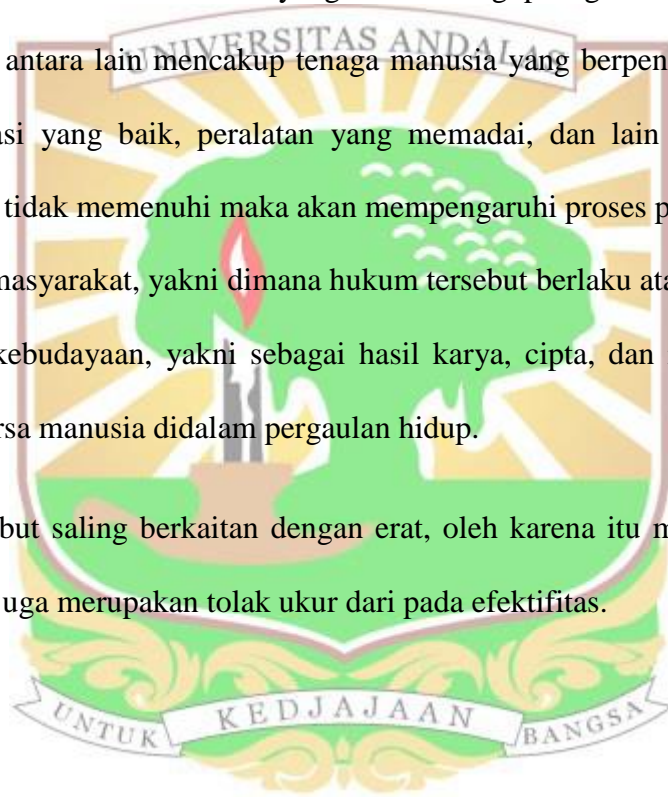 UNIVERSITAS ANDALAS
antara lain mencakup tenaga manusia yang
asi yang baik, peralatan yang memadai, dan lain
tidak memenuhi maka akan mempengaruhi proses
masyarakat, yakni dimana hukum tersebut berlaku
kebudayaan, yakni sebagai hasil karya, cipta, dan
rsa manusia didalam pergaulan hidup.
but saling berkaitan dengan erat, oleh karena itu
uga merupakan tolak ukur dari pada efektifitas.
UNTUK KEDJAJAAN BANGSA